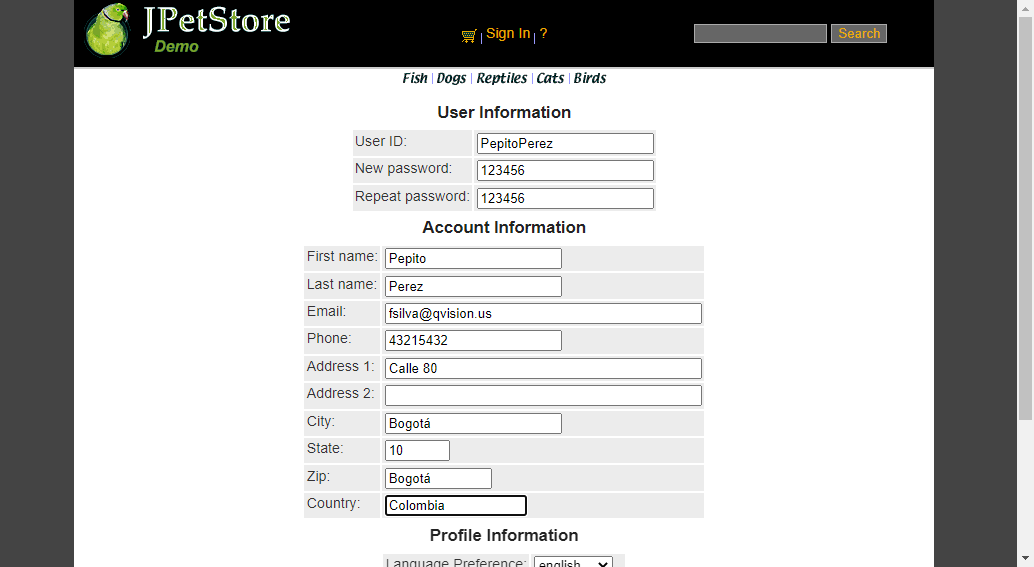 JPetStore
Demo
Sign In | ?
Search
Fish | Dogs | Reptiles | Cats | Birds
User Information
User ID: PepitoPerez
New password: 123456
Repeat password: 123456
Account Information
First name: Pepito
Last name: Perez
Email: fsilva@qvision.us
Phone: 43215432
Address 1: Calle 80
Address 2:
City: Bogotá
State: 10
Zip: Bogotá
Country: Colombia
Profile Information
Language Preference: english